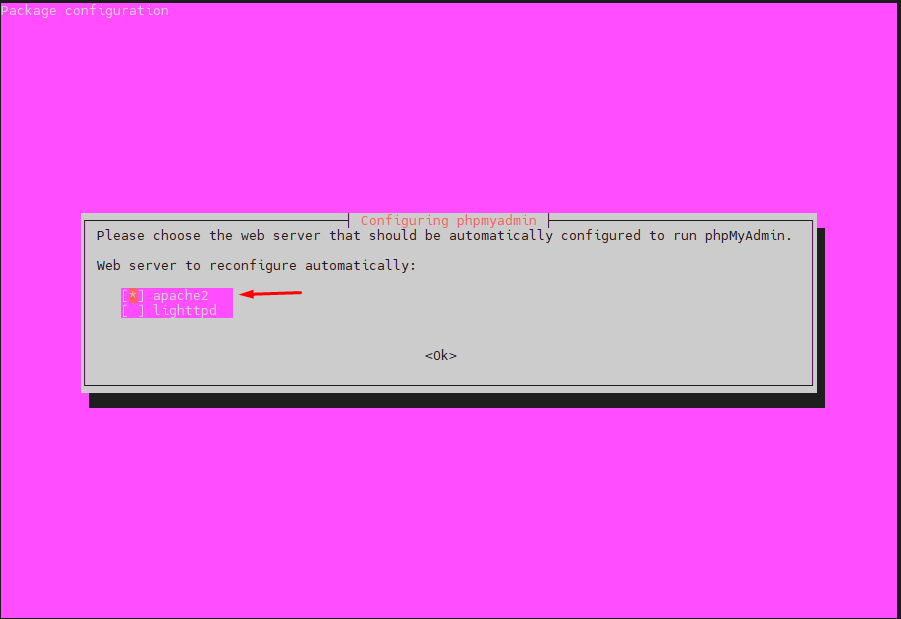 Package configuration
Configuring phpmyadmin
Please choose the web server that should be automatically configured to run phpMyAdmin.
Web server to reconfigure automatically:
[*] apache2
[ ] lighttpd
<Ok>